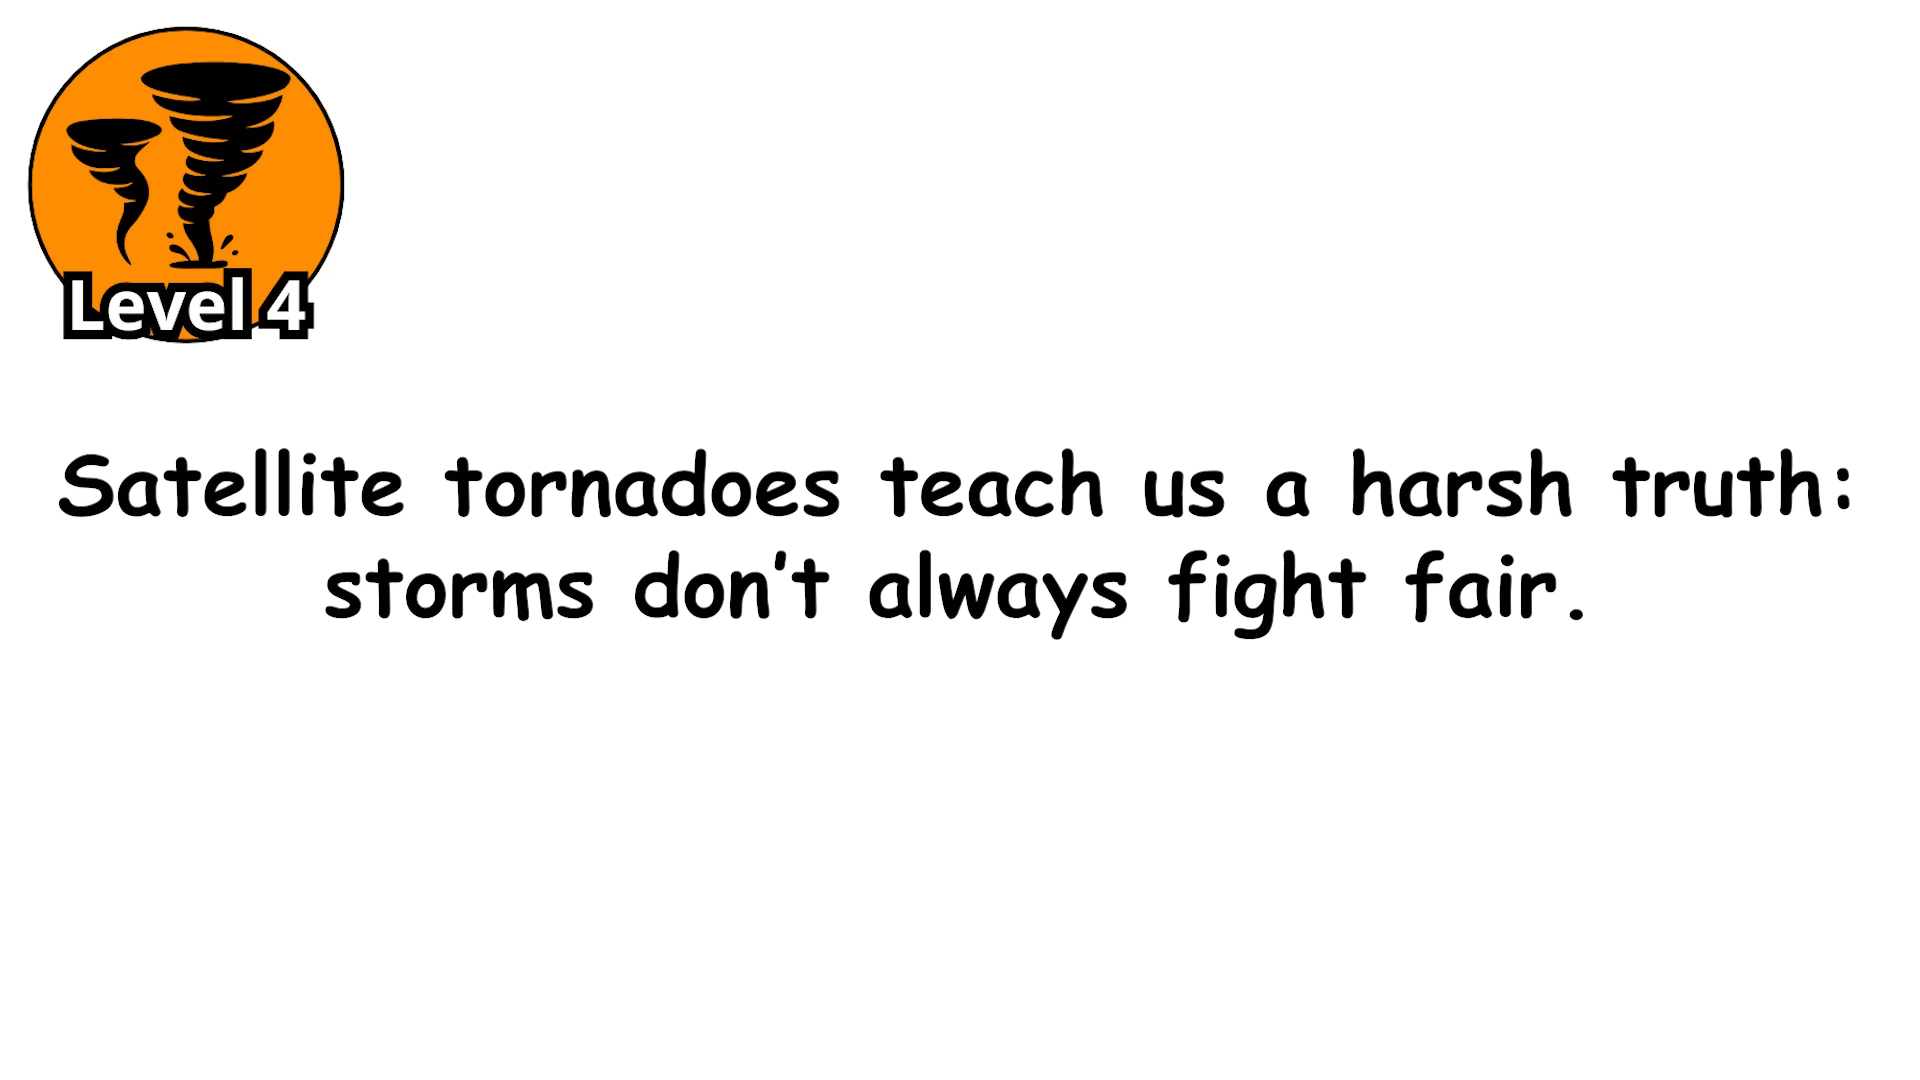 Level 4
Satellite tornadoes teach us a harsh truth:
storms don't always fight fair.